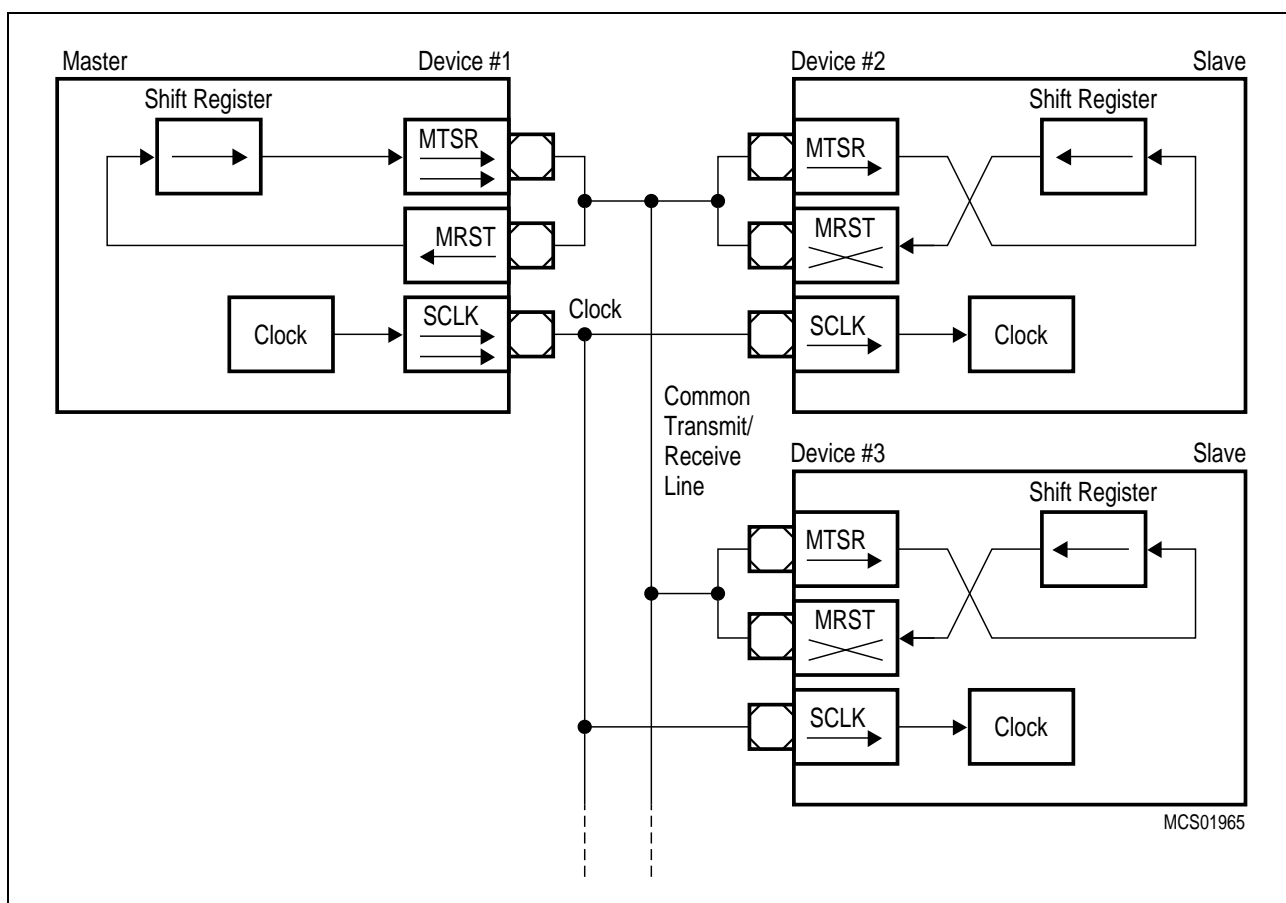 Master Device #1
Shift Register
MTSR
MRST
Clock
SCLK
Clock
Common
Transmit/
Receive
Line
Device #2 Slave
Shift Register
MTSR
MRST
SCLK
Clock
Device #3 Slave
Shift Register
MTSR
MRST
SCLK
Clock
MCS01965